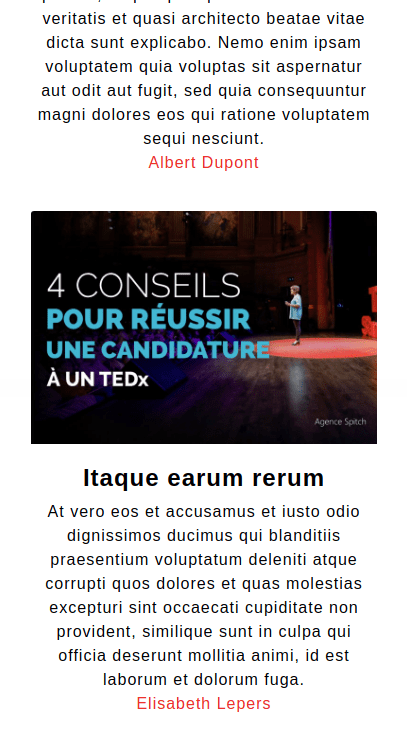 veritatis et quasi architecto beatae vitae
dicta sunt explicabo. Nemo enim ipsam
voluptatem quia voluptas sit aspernatur
aut odit aut fugit, sed quia consequuntur
magni dolores eos qui ratione voluptatem
sequi nesciunt.
Albert Dupont
4 CONSEILS
POUR RÉUSSIR
UNE CANDIDATURE
À UN TEDx
Agence Spitch
Itaque earum rerum
At vero eos et accusamus et iusto odio
dignissimos ducimus qui blanditiis
praesentium voluptatum deleniti atque
corrupti quos dolores et quas molestias
excepturi sint occaecati cupiditate non
provident, similique sunt in culpa qui
officia deserunt mollitia animi, id est
laborum et dolorum fuga.
Elisabeth Lepers